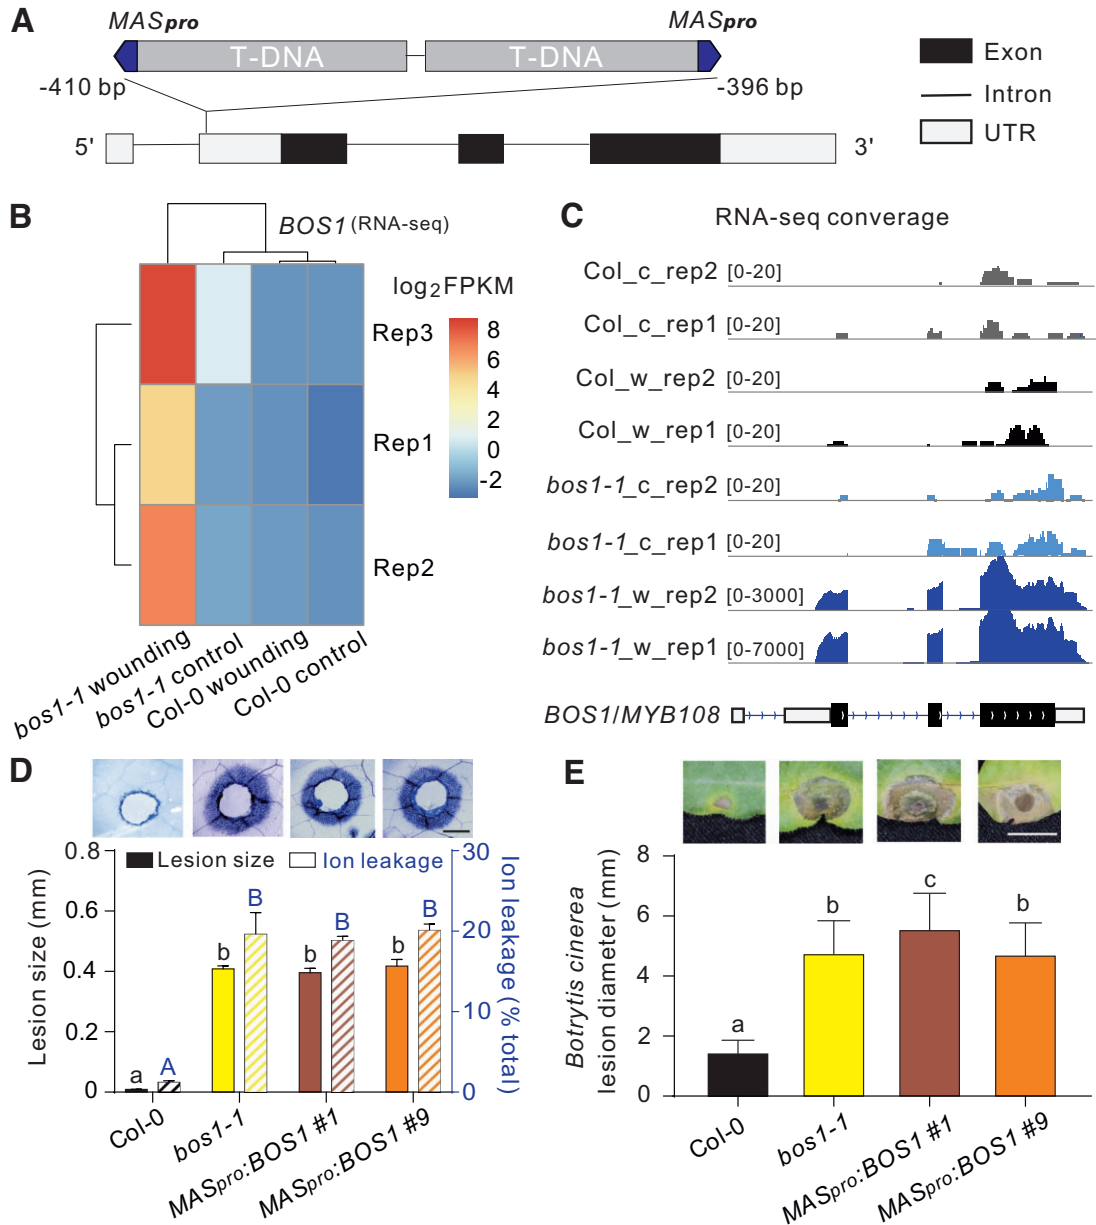 A
MASpro
MASpro
T-DNA
T-DNA
-410 bp
-396 bp
5'
3'
Exon
Intron
UTR
B
BOS1 (RNA-seq)
log2FPKM
8
6
4
2
0
-2
Rep3
Rep1
Rep2
bos1-1 wounding
bos1-1 control
Col-0 wounding
Col-0 control
C
RNA-seq converage
Col_c_rep2 [0-20]
Col_c_rep1 [0-20]
Col_w_rep2 [0-20]
Col_w_rep1 [0-20]
bos1-1_c_rep2 [0-20]
bos1-1_c_rep1 [0-20]
bos1-1_w_rep2 [0-3000]
bos1-1_w_rep1 [0-7000]
BOS1/MYB108
D
Lesion size (mm)
0.8
0.6
0.4
0.2
0
Lesion size
Ion leakage
a
A
b
B
b
B
b
B
30
20
10
0
Ion leakage (% total)
Col-0
bos1-1
MASpro:BOS1 #1
MASpro:BOS1 #9
E
Botrytis cinerea
lesion diameter (mm)
8
6
4
2
0
a
b
c
b
Col-0
bos1-1
MASpro:BOS1 #1
MASpro:BOS1 #9